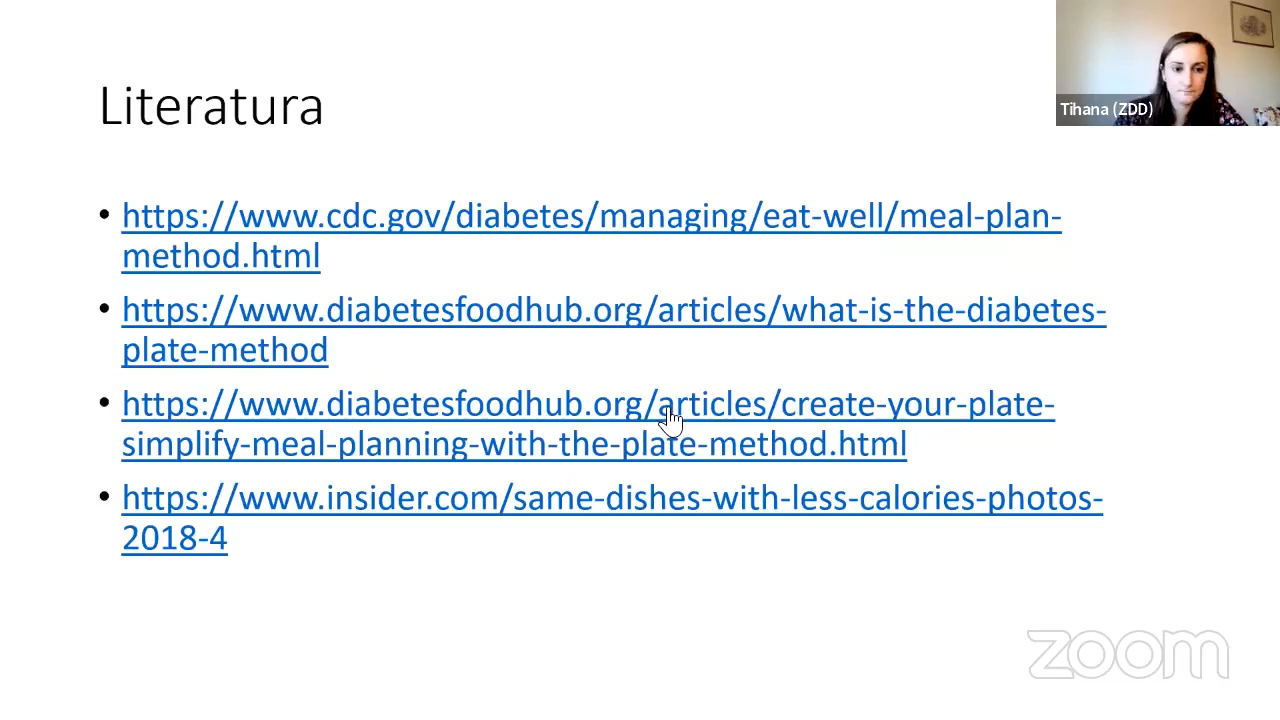 Literatura
Tihana (ZDD)
• https://www.cdc.gov/diabetes/managing/eat-well/meal-plan-
method.html
• https://www.diabetesfoodhub.org/articles/what-is-the-diabetes-
plate-method
• https://www.diabetesfoodhub.org/articles/create-your-plate-
simplify-meal-planning-with-the-plate-method.html
• https://www.insider.com/same-dishes-with-less-calories-photos-
2018-4
zoom